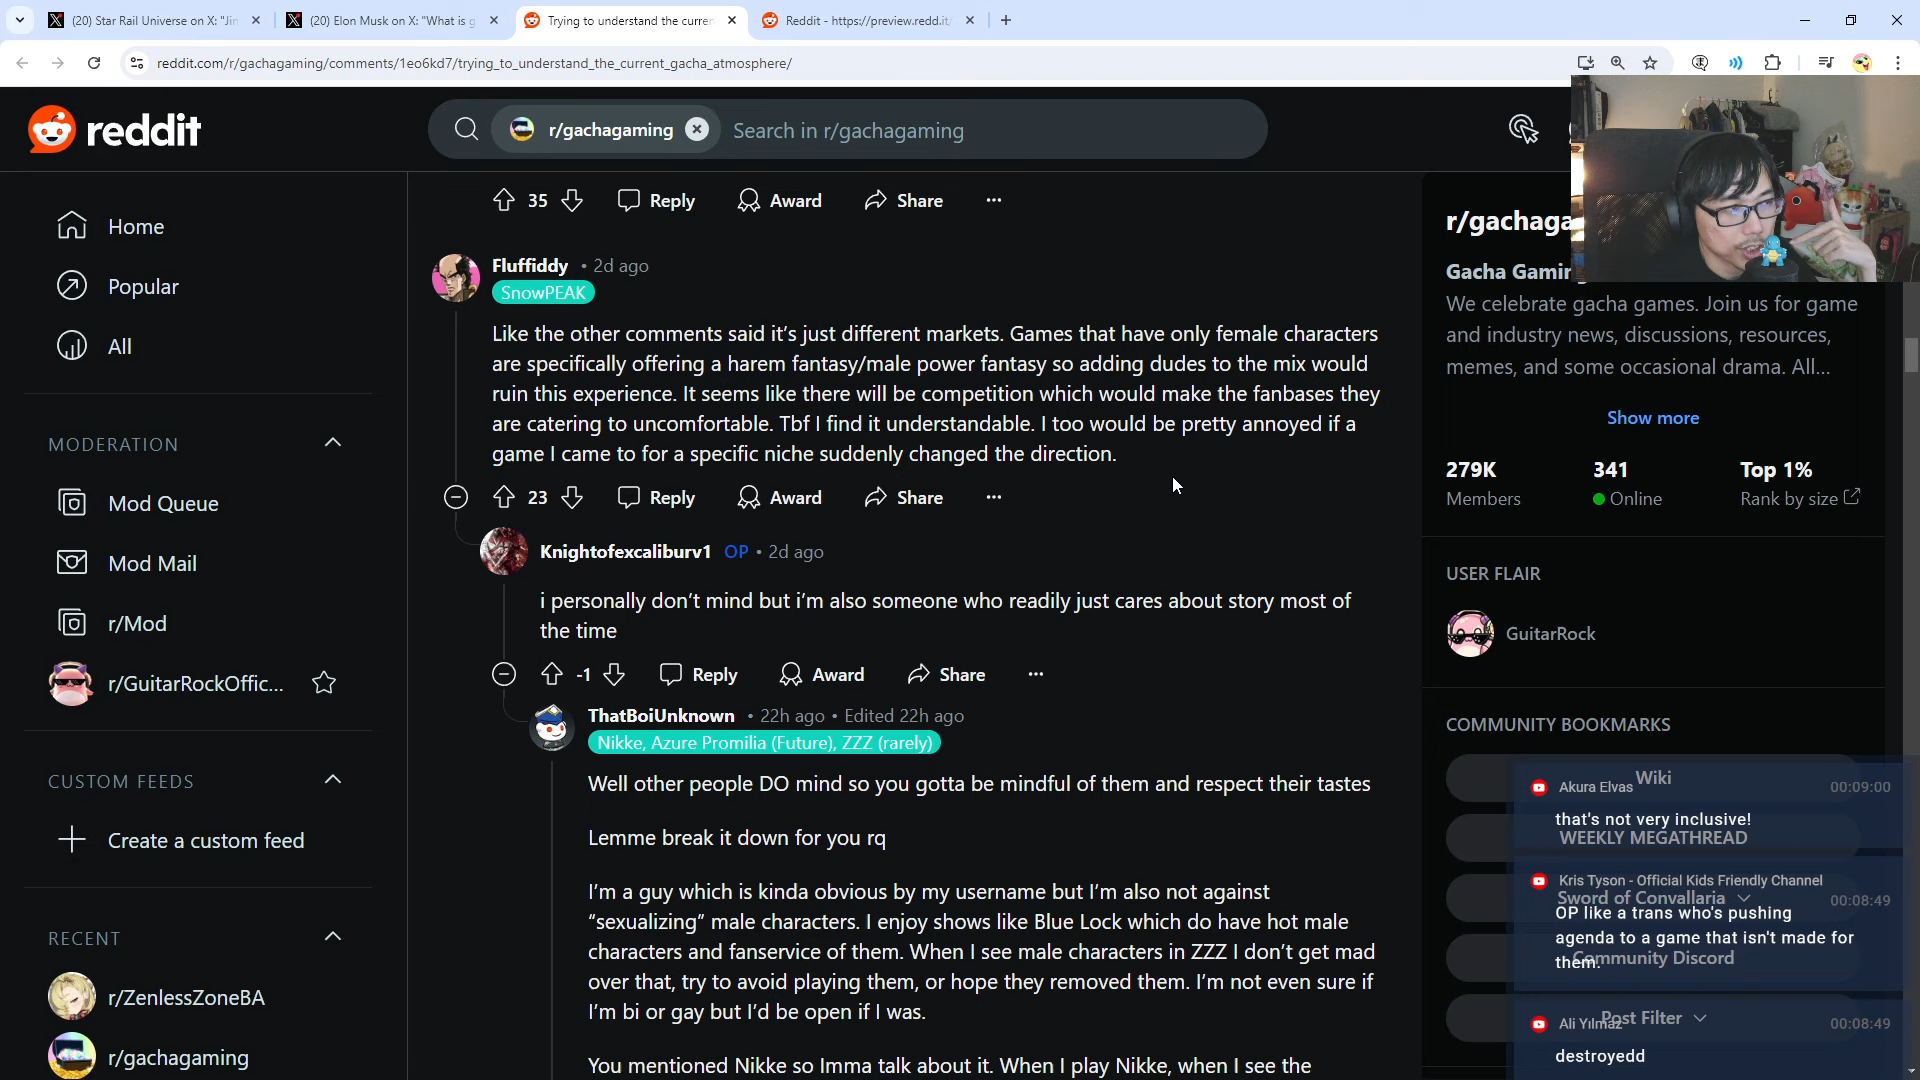 (20) Star Rail Universe on X: "Jin
(20) Elon Musk on X: "What is g
Trying to understand the curren
Reddit - https://preview.redd.it/
reddit.com/r/gachagaming/comments/1eo6kd7/trying_to_understand_the_current_gacha_atmosphere/
reddit
r/gachagaming
Search in r/gachagaming
Home
Popular
All
MODERATION
Mod Queue
Mod Mail
r/Mod
r/GuitarRockOffic...
CUSTOM FEEDS
Create a custom feed
RECENT
r/ZenlessZoneBA
r/gachagaming
35 Reply Award Share
Fluffiddy • 2d ago
SnowPEAK
Like the other comments said it's just different markets. Games that have only female characters
are specifically offering a harem fantasy/male power fantasy so adding dudes to the mix would
ruin this experience. It seems like there will be competition which would make the fanbases they
are catering to uncomfortable. Tbf I find it understandable. I too would be pretty annoyed if a
game I came to for a specific niche suddenly changed the direction.
23 Reply Award Share
Knightofexcaliburv1 OP • 2d ago
i personally don't mind but i'm also someone who readily just cares about story most of
the time
-1 Reply Award Share
ThatBoiUnknown • 22h ago • Edited 22h ago
Nikke, Azure Promilia (Future), ZZZ (rarely)
Well other people DO mind so you gotta be mindful of them and respect their tastes
Lemme break it down for you rq
I'm a guy which is kinda obvious by my username but I'm also not against
“sexualizing” male characters. I enjoy shows like Blue Lock which do have hot male
characters and fanservice of them. When I see male characters in ZZZ I don't get mad
over that, try to avoid playing them, or hope they removed them. I'm not even sure if
I'm bi or gay but I'd be open if I was.
You mentioned Nikke so Imma talk about it. When I play Nikke, when I see the
r/gachaga
Gacha Gamin
We celebrate gacha games. Join us for game
and industry news, discussions, resources,
memes, and some occasional drama. All...
Show more
279K 341 Top 1%
Members Online Rank by size
USER FLAIR
GuitarRock
COMMUNITY BOOKMARKS
Wiki
Akura Elvas 00:09:00
that's not very inclusive!
WEEKLY MEGATHREAD
Kris Tyson - Official Kids Friendly Channel
Sword of Convallaria 00:08:49
OP like a trans who's pushing
agenda to a game that isn't made for
them.
Community Discord
Post Filter
Ali Yılmaz 00:08:49
destroyedd